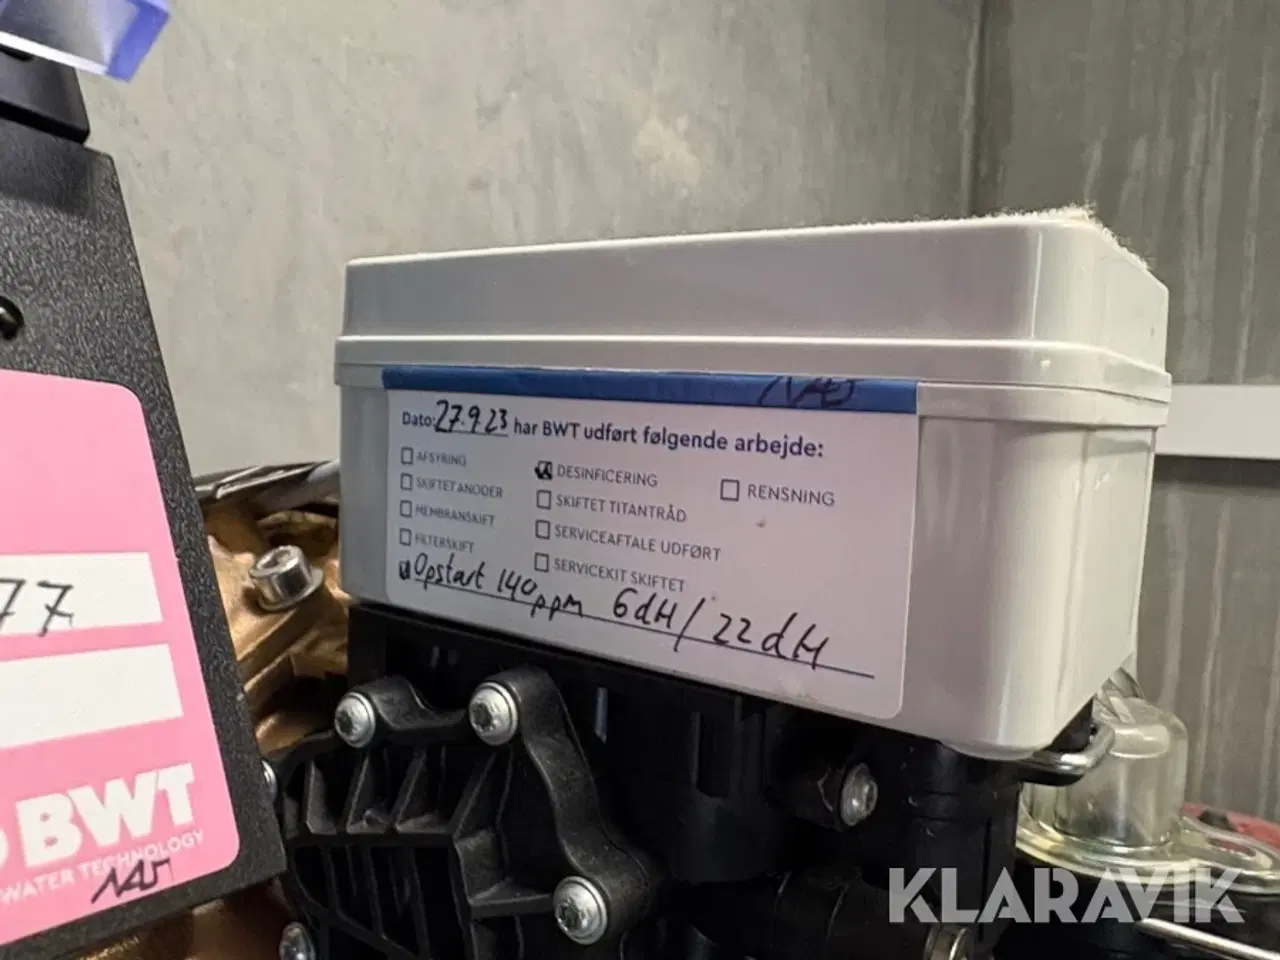 NAS
Dato: 27.9.23 har BWT udført følgende arbejde:
AFSYRING
SKIFTET ANODER
MEMBRANSKIFT
FILTERSKIFT
DESINFICERING
SKIFTET TITANTRÅD
SERVICEAFTALE UDFØRT
SERVICEKIT SKIFTET
RENSNING
Opstart 140 ppm 6dH/22dH
77
BWT
WATER TECHNOLOGY
NAS
KLARAVIK